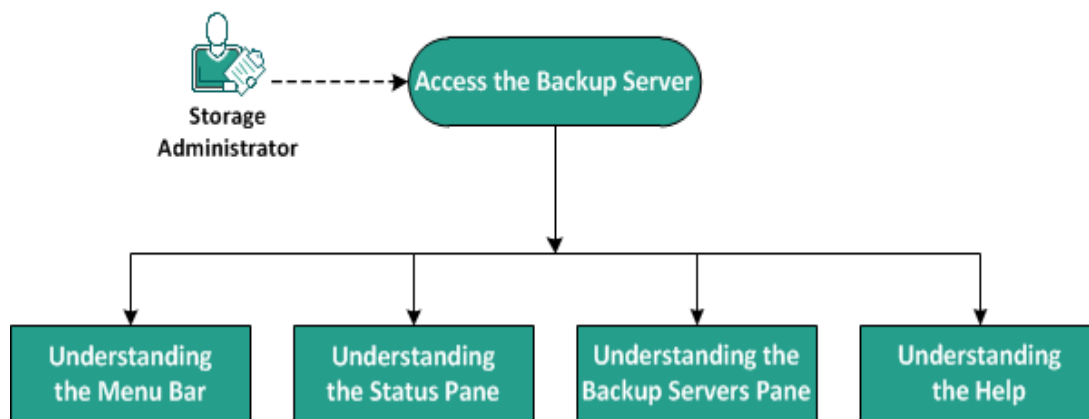 Access the Backup Server
Storage
Administrator
Understanding
the Menu Bar
Understanding
the Status Pane
Understanding the
Backup Servers Pane
Understanding
the Help